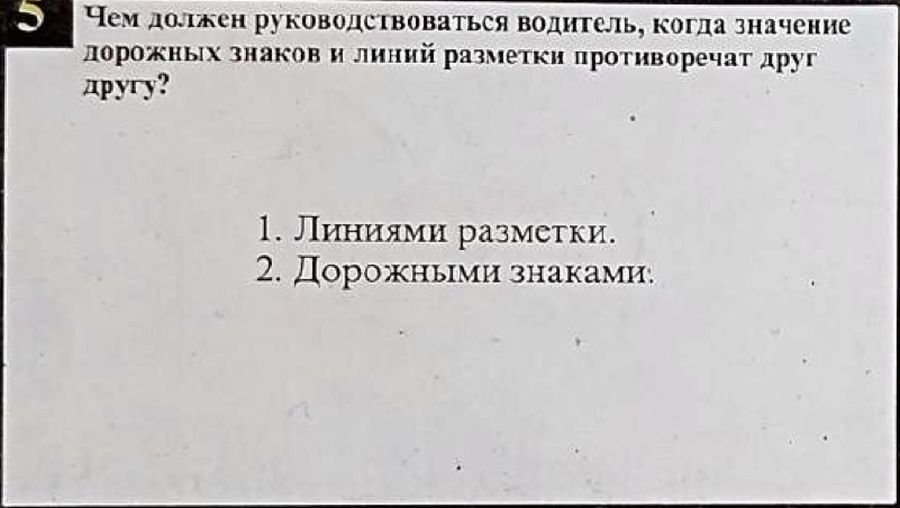 5
Чем должен руководствоваться водитель, когда значение
дорожных знаков и линий разметки противоречат друг
другу?
1. Линиями разметки.
2. Дорожными знаками.